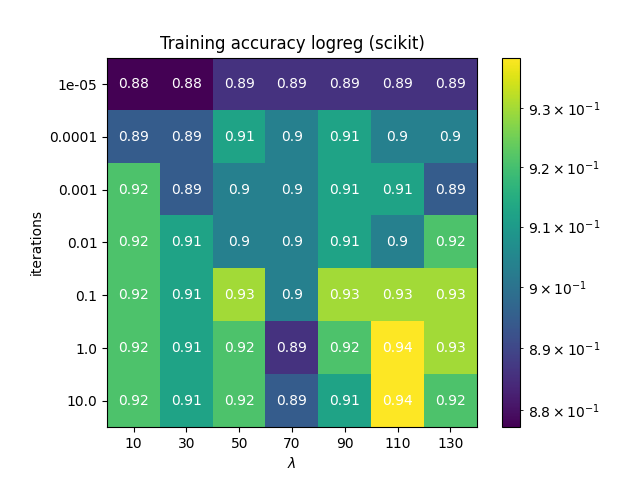 Training accuracy logreg (scikit)
iterations
1e-05 0.88 0.88 0.89 0.89 0.89 0.89 0.89
0.0001 0.89 0.89 0.91 0.9 0.91 0.9 0.9
0.001 0.92 0.89 0.9 0.9 0.91 0.91 0.89
0.01 0.92 0.91 0.9 0.9 0.91 0.9 0.92
0.1 0.92 0.91 0.93 0.9 0.93 0.93 0.93
1.0 0.92 0.91 0.92 0.89 0.92 0.94 0.93
10.0 0.92 0.91 0.92 0.89 0.91 0.94 0.92
10 30 50 70 90 110 130
λ
9.3 × 10⁻¹
9.2 × 10⁻¹
9.1 × 10⁻¹
9 × 10⁻¹
8.9 × 10⁻¹
8.8 × 10⁻¹